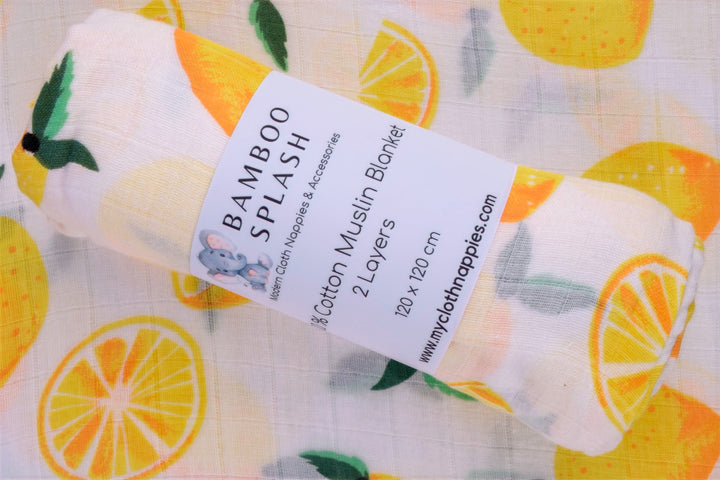 BAMBOO
SPLASH
Modern Cloth Nappies & Accessories
% Cotton Muslin Blanket
2 Layers
120 x 120 cm
www.myclothnappies.com